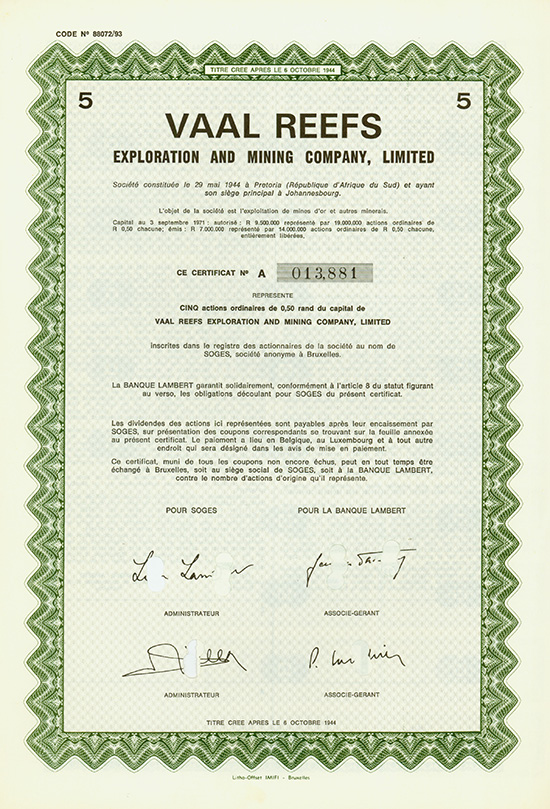 CODE Nº 88072/93
TITRE CREE APRES LE 6 OCTOBRE 1944
5 5
VAAL REEFS
EXPLORATION AND MINING COMPANY, LIMITED
Société constituée le 29 mai 1944 à Pretoria (République d'Afrique du Sud) et ayant
son siège principal à Johannesbourg.
L'objet de la société est l'exploitation de mines d'or et autres minerais.
Capital au 3 septembre 1971 : autorisé : R 9.500.000 représenté par 19.000.000 actions ordinaires de
R 0,50 chacune; émis : R 7.000.000 représenté par 14.000.000 actions ordinaires de R 0,50 chacune,
entièrement libérées.
CE CERTIFICAT Nº A 013,881
REPRESENTE
CINQ actions ordinaires de 0,50 rand du capital de
VAAL REEFS EXPLORATION AND MINING COMPANY, LIMITED
inscrites dans le registre des actionnaires de la société au nom de
SOGES, société anonyme à Bruxelles.
La BANQUE LAMBERT garantit solidairement, conformément à l'article 8 du statut figurant
au verso, les obligations découlant pour SOGES du présent certificat.
Les dividendes des actions ici représentées sont payables après leur encaissement par
SOGES, sur présentation des coupons correspondants se trouvant sur la feuille annexée
au présent certificat. Le paiement a lieu en Belgique, au Luxembourg et à tout autre
endroit qui sera désigné dans les avis de mise en paiement.
Ce certificat, muni de tous les coupons non encore échus, peut en tout temps être
échangé à Bruxelles, soit au siège social de SOGES, soit à la BANQUE LAMBERT,
contre le nombre d'actions d'origine qu'il représente.
POUR SOGES POUR LA BANQUE LAMBERT
ADMINISTRATEUR ASSOCIE-GERANT
ADMINISTRATEUR ASSOCIE-GERANT
TITRE CREE APRES LE 6 OCTOBRE 1944
Litho-Offset (MIF) - Bruxelles